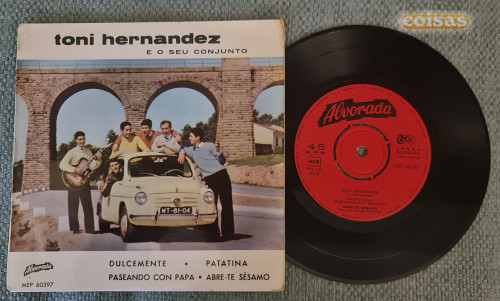 coisas
toni hernandez
E O SEU CONJUNTO
MT-81-04
DULCEMENTE • PATATINA
PASEANDO CON PAPA • ABRE-TE SÉSAMO
Alvorada
MEP 60397
Alvorada
45